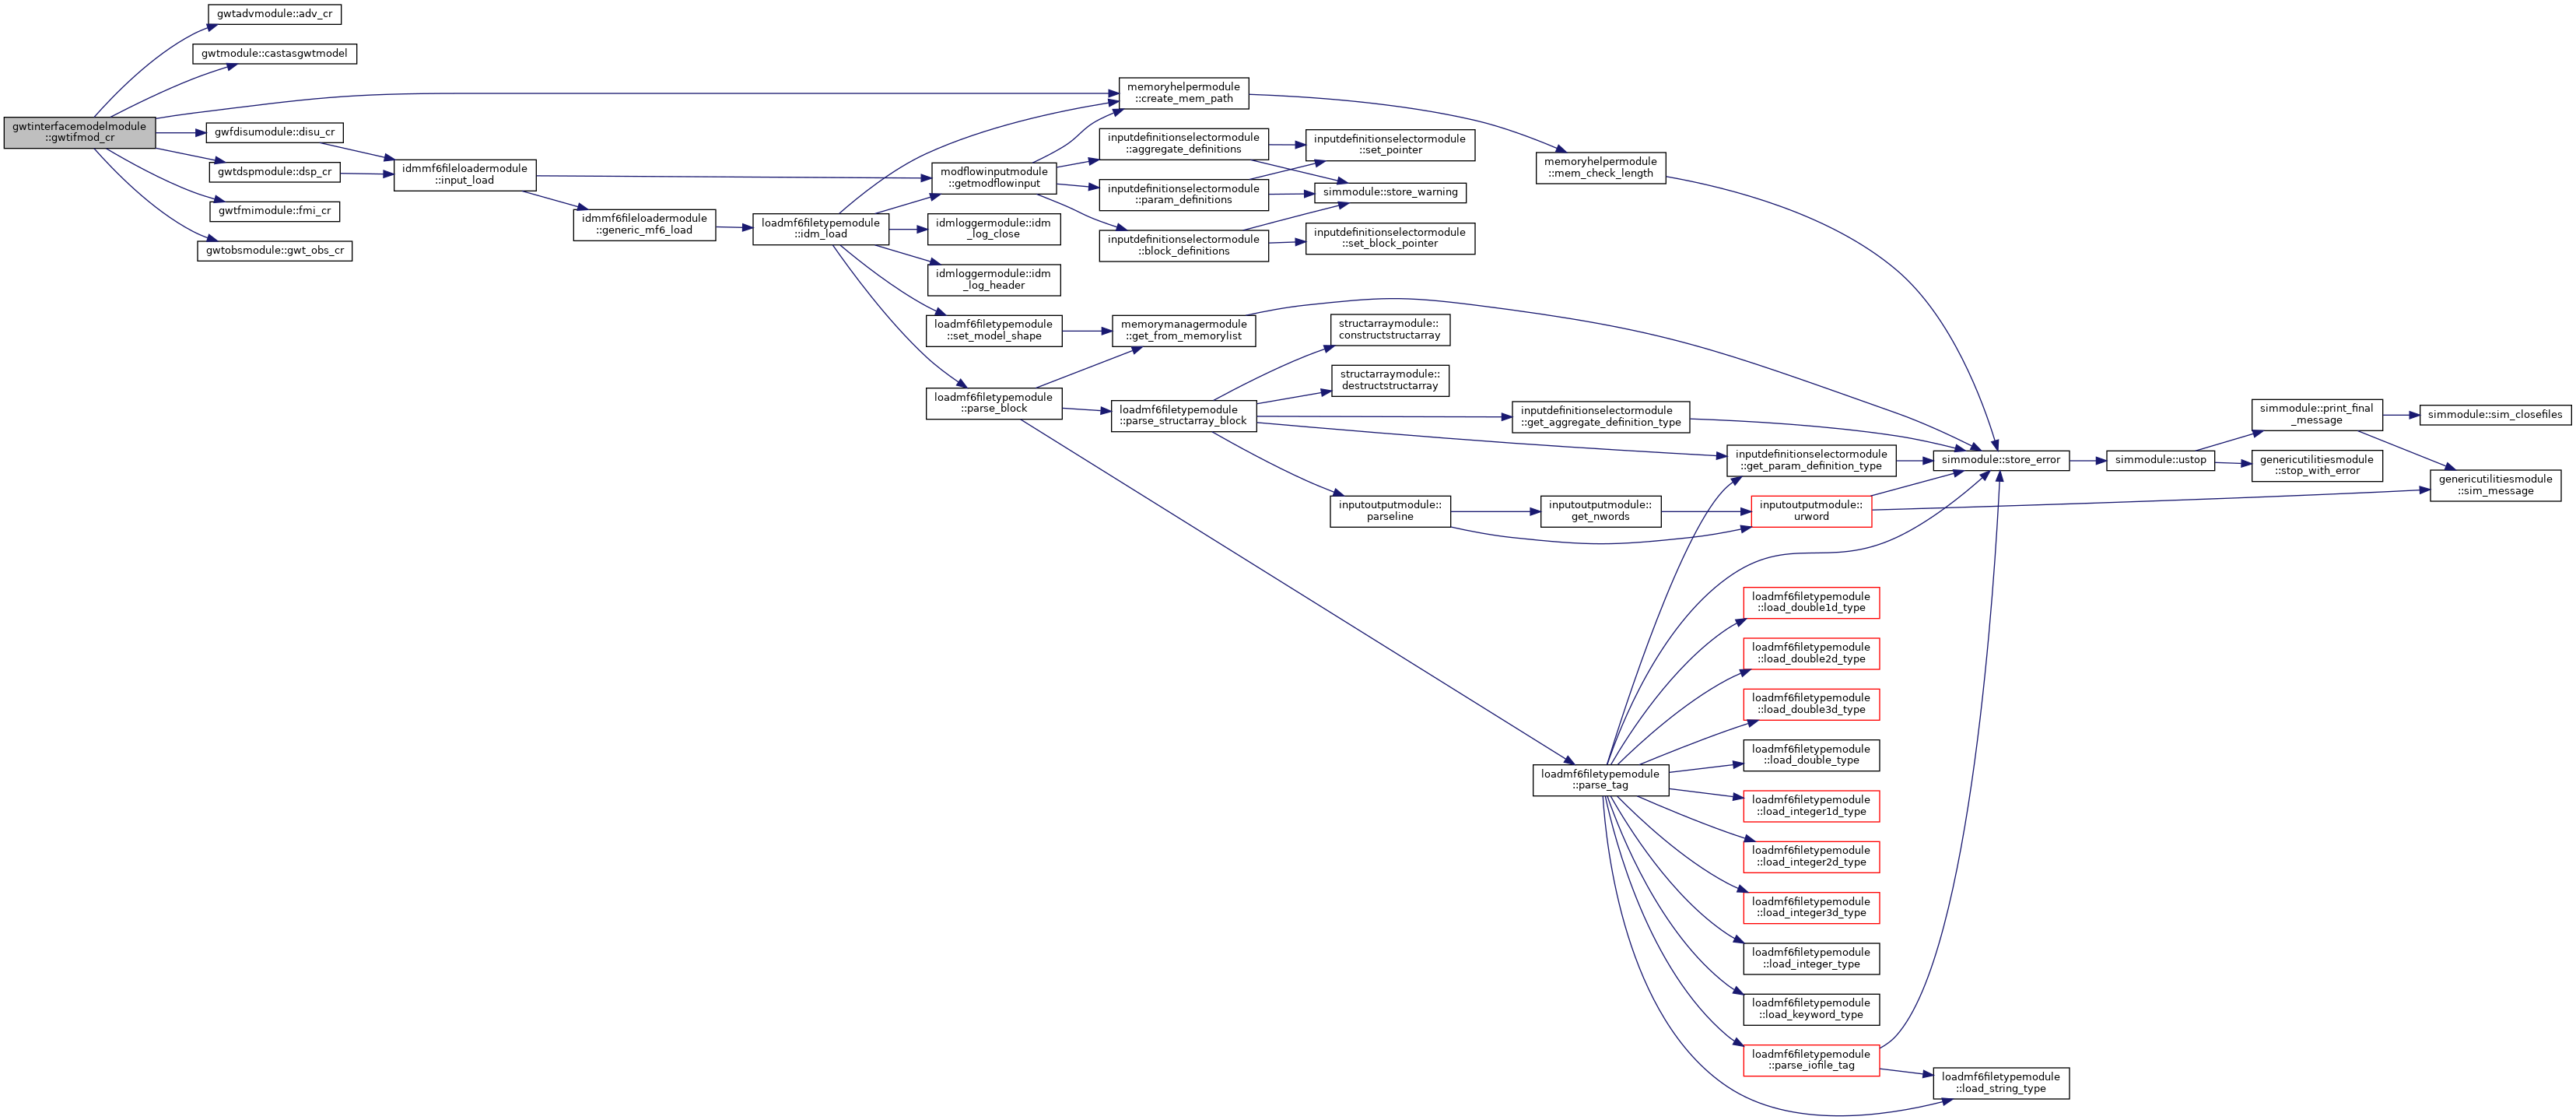 gwtinterfacemodelmodule
::gwtifmod_cr
gwtadvmodule::adv_cr
gwtmodule::castasgwtmodel
gwfdisumodule::disu_cr
gwtdspmodule::dsp_cr
gwtfmimodule::fmi_cr
gwtobsmodule::gwt_obs_cr
idmmf6fileloadermodule
::input_load
idmmf6fileloadermodule
::generic_mf6_load
loadmf6filetypemodule
::idm_load
modflowinputmodule
::getmodflowinput
idmloggermodule::idm
_log_close
idmloggermodule::idm
_log_header
loadmf6filetypemodule
::set_model_shape
loadmf6filetypemodule
::parse_block
memoryhelpermodule
::create_mem_path
inputdefinitionselectormodule
::aggregate_definitions
inputdefinitionselectormodule
::param_definitions
inputdefinitionselectormodule
::block_definitions
memorymanagermodule
::get_from_memorylist
loadmf6filetypemodule
::parse_structarray_block
inputdefinitionselectormodule
::set_pointer
simmodule::store_warning
inputdefinitionselectormodule
::set_block_pointer
structarraymodule::
constructstructarray
structarraymodule::
destructstructarray
inputoutputmodule::
parseline
memoryhelpermodule
::mem_check_length
inputdefinitionselectormodule
::get_aggregate_definition_type
inputdefinitionselectormodule
::get_param_definition_type
inputoutputmodule::
get_nwords
inputoutputmodule::
urword
loadmf6filetypemodule
::parse_tag
loadmf6filetypemodule
::load_double1d_type
loadmf6filetypemodule
::load_double2d_type
loadmf6filetypemodule
::load_double3d_type
loadmf6filetypemodule
::load_double_type
loadmf6filetypemodule
::load_integer1d_type
loadmf6filetypemodule
::load_integer2d_type
loadmf6filetypemodule
::load_integer3d_type
loadmf6filetypemodule
::load_integer_type
loadmf6filetypemodule
::load_keyword_type
loadmf6filetypemodule
::parse_iofile_tag
loadmf6filetypemodule
::load_string_type
simmodule::store_error
simmodule::ustop
simmodule::print_final
_message
genericutilitiesmodule
::stop_with_error
simmodule::sim_closefiles
genericutilitiesmodule
::sim_message